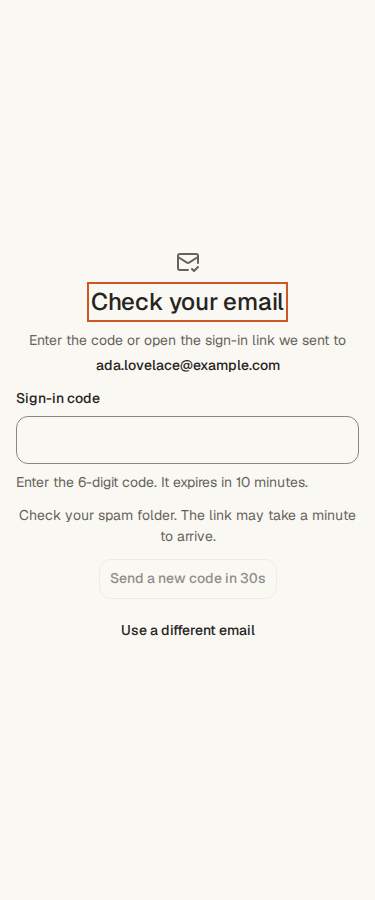 Check your email
Enter the code or open the sign-in link we sent to
ada.lovelace@example.com
Sign-in code
Enter the 6-digit code. It expires in 10 minutes.
Check your spam folder. The link may take a minute
to arrive.
Send a new code in 30s
Use a different email